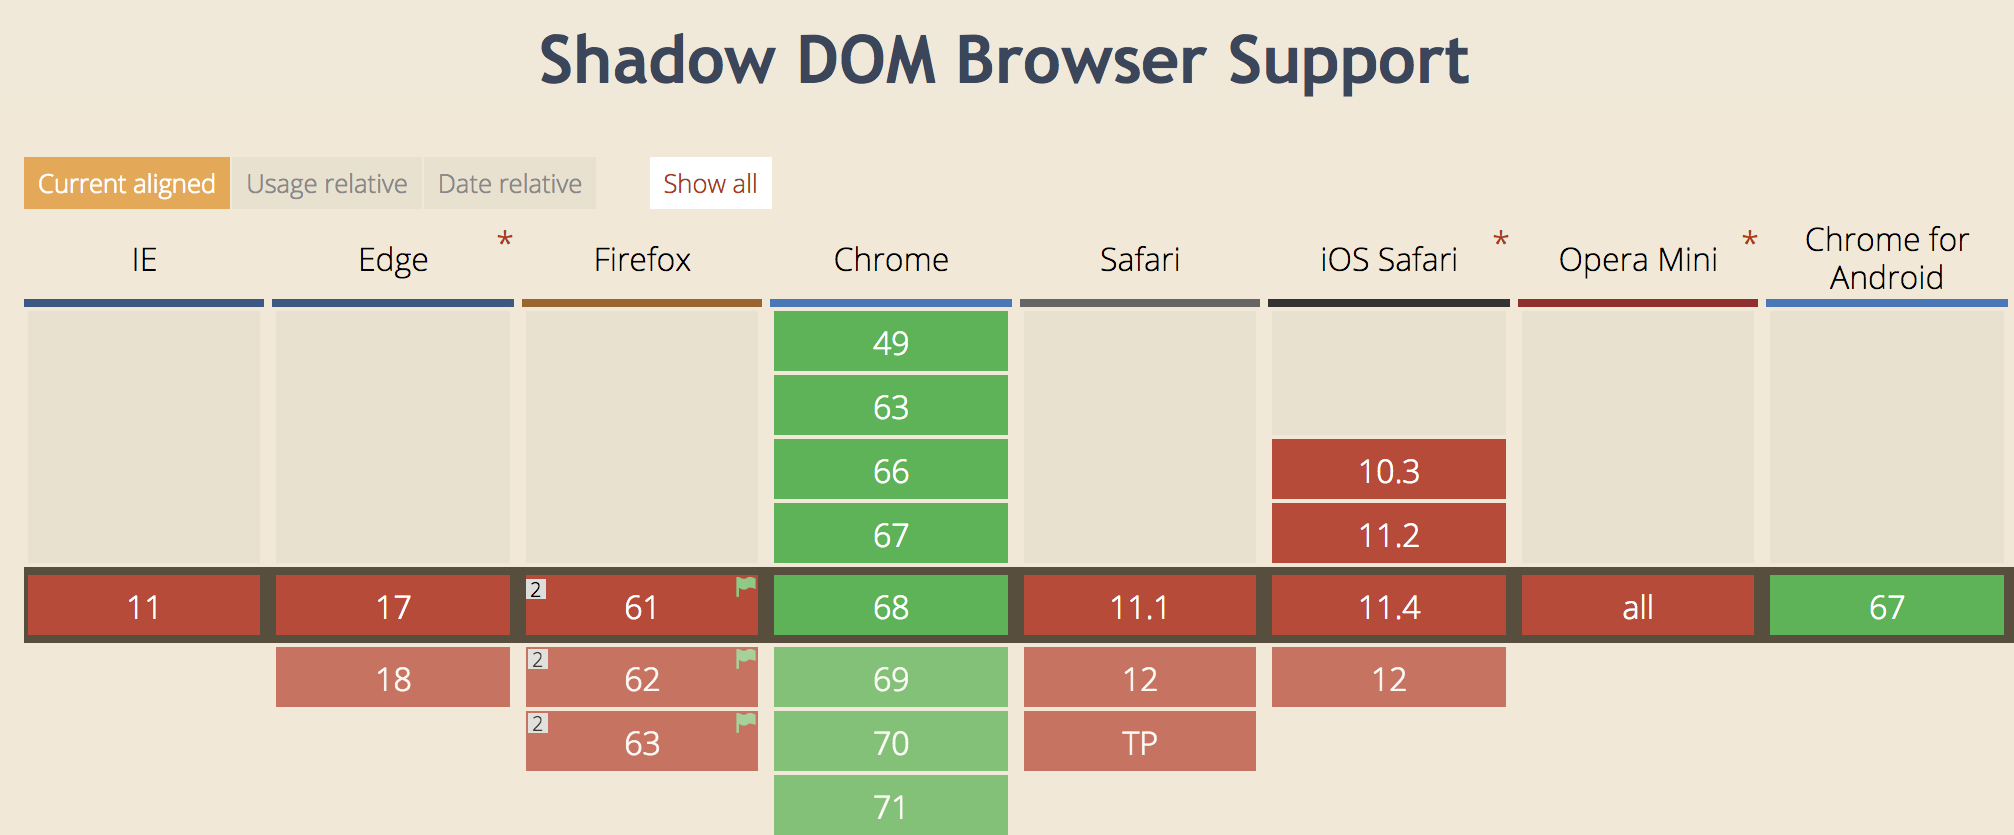 Shadow DOM Browser Support
Current aligned Usage relative Date relative Show all
IE Edge * Firefox Chrome Safari iOS Safari * Opera Mini * Chrome for Android
49
63
66 10.3
67 11.2
11 17 2 61 68 11.1 11.4 all 67
18 2 62 69 12 12
2 63 70 TP
71